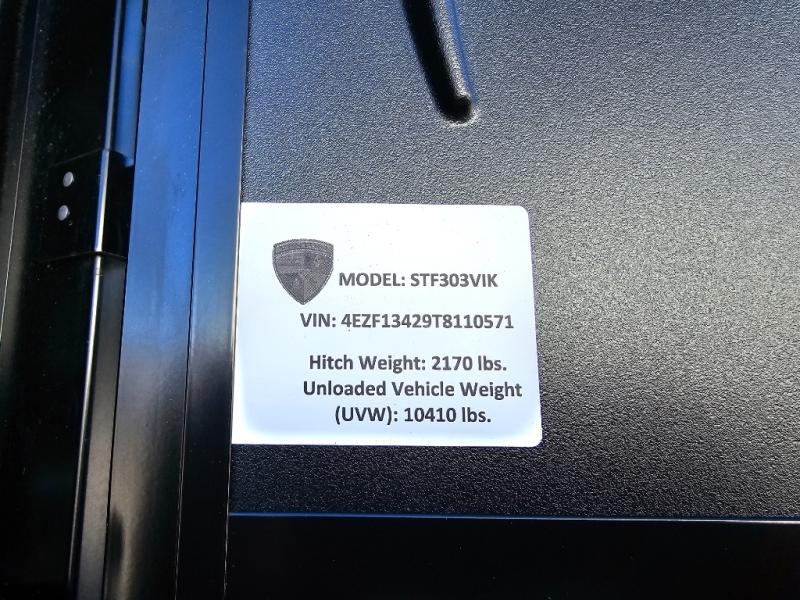 MODEL: STF303VIK
VIN: 4EZF13429T8110571
Hitch Weight: 2170 lbs.
Unloaded Vehicle Weight
(UVW): 10410 lbs.